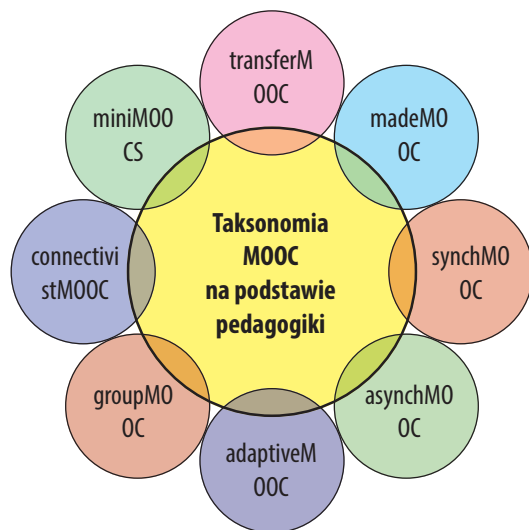 transferM
OOC
madeMO
OC
synchMO
OC
asynchMO
OC
adaptiveM
OOC
groupMO
OC
connectivi
stMOOC
miniMOO
CS
Taksonomia
MOOC
na podstawie
pedagogiki